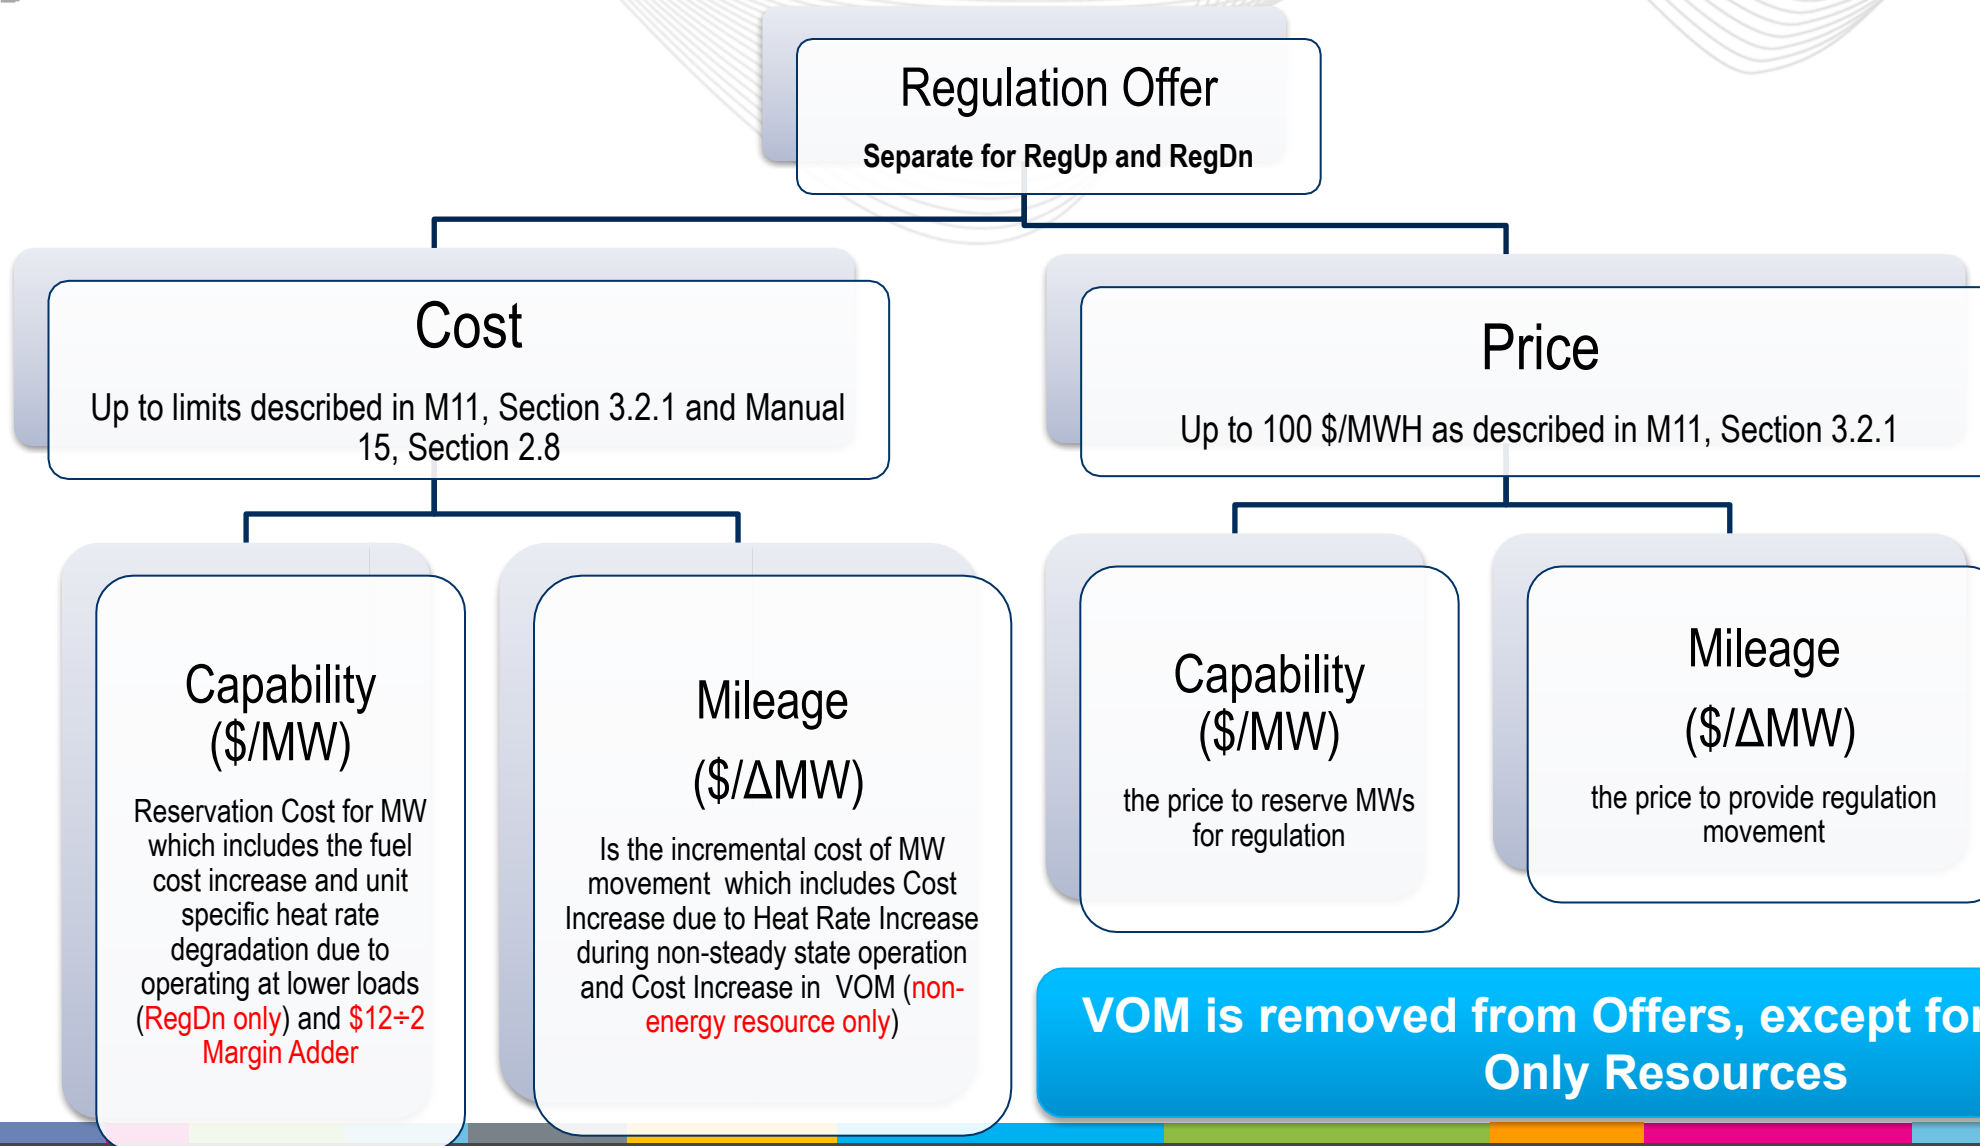 Regulation Offer
Separate for RegUp and RegDn
Cost
Up to limits described in M11, Section 3.2.1 and Manual
15, Section 2.8
Price
Up to 100 $/MWH as described in M11, Section 3.2.1
Capability
($/MW)
Reservation Cost for MW
which includes the fuel
cost increase and unit
specific heat rate
degradation due to
operating at lower loads
(RegDn only) and $12÷2
Margin Adder
Mileage
($/ΔMW)
Is the incremental cost of MW
movement which includes Cost
Increase due to Heat Rate Increase
during non-steady state operation
and Cost Increase in VOM (non-
energy resource only)
Capability
($/MW)
the price to reserve MWs
for regulation
Mileage
($/ΔMW)
the price to provide regulation
movement
VOM is removed from Offers, except for
Only Resources